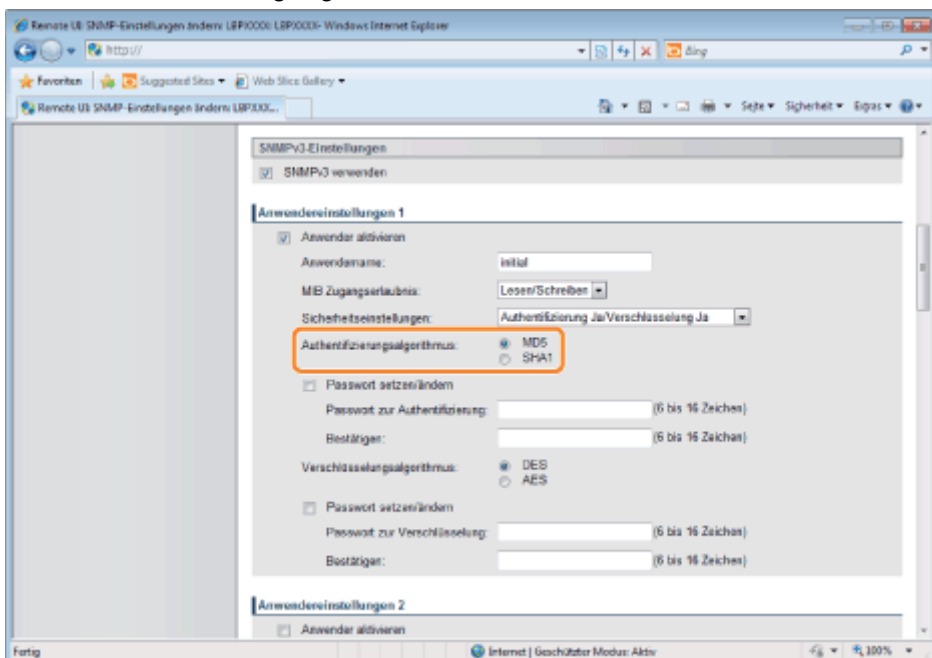 Remote UI: SNMP-Einstellungen ändern: LBPXXXX: LBPXXXX- Windows Internet Explorer
http://
Bing
Favoriten Suggested Sites Web Slice Gallery
Remote UI: SNMP-Einstellungen ändern: LBPXXX... Seite Sicherheit Extras
SNMPv3-Einstellungen
SNMPv3 verwenden
Anwendereinstellungen 1
Anwender aktivieren
Anwendername: initial
MIB Zugangserlaubnis: Lesen/Schreiben
Sicherheitseinstellungen: Authentifizierung Ja/Verschlüsselung Ja
Authentifizierungsalgorithmus: MD5
SHA1
Passwort setzen/ändern
Passwort zur Authentifizierung: (6 bis 16 Zeichen)
Bestätigen: (6 bis 16 Zeichen)
Verschlüsselungsalgorithmus: DES
AES
Passwort setzen/ändern
Passwort zur Verschlüsselung: (6 bis 16 Zeichen)
Bestätigen: (6 bis 16 Zeichen)
Anwendereinstellungen 2
Anwender aktivieren
Fertig Internet | Geschützter Modus: Aktiv 100%